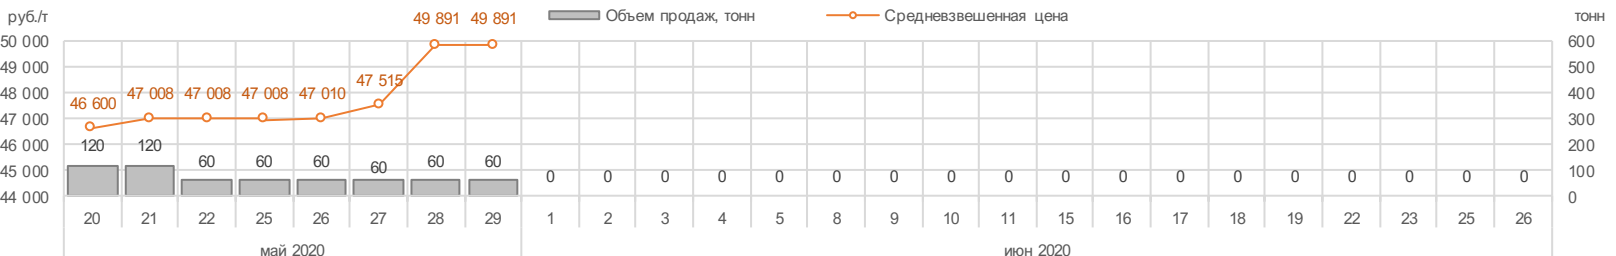 руб./т Объем продаж, тонн Средневзвешенная цена тонн
49 891 49 891
50 000 600
49 000 500
47 515
48 000 46 600 47 008 47 008 47 008 47 010 400
47 000 300
46 000 120 120 200
60 60 60 60 60 60
45 000 0 0 0 0 0 0 0 0 0 0 0 0 0 0 0 0 0 0 100
44 000 0
20 21 22 25 26 27 28 29 1 2 3 4 5 8 9 10 11 15 16 17 18 19 22 23 25 26
май 2020 июн 2020